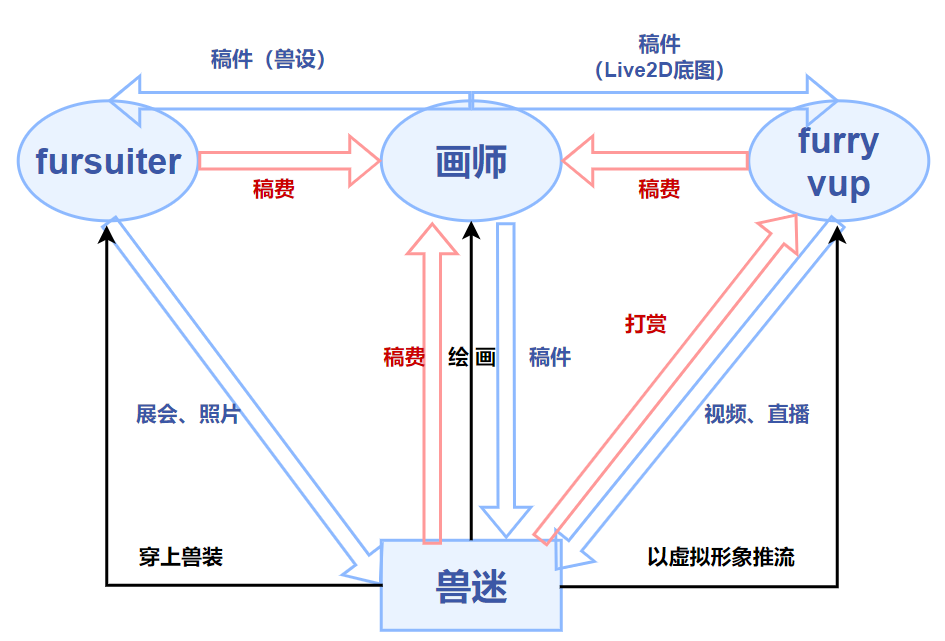 稿件（兽设）
稿件
（Live2D底图）
fursuiter
画师
furry
vup
稿费
稿费
打赏
稿费
绘画
稿件
展会、照片
视频、直播
穿上兽装
以虚拟形象推流
兽迷